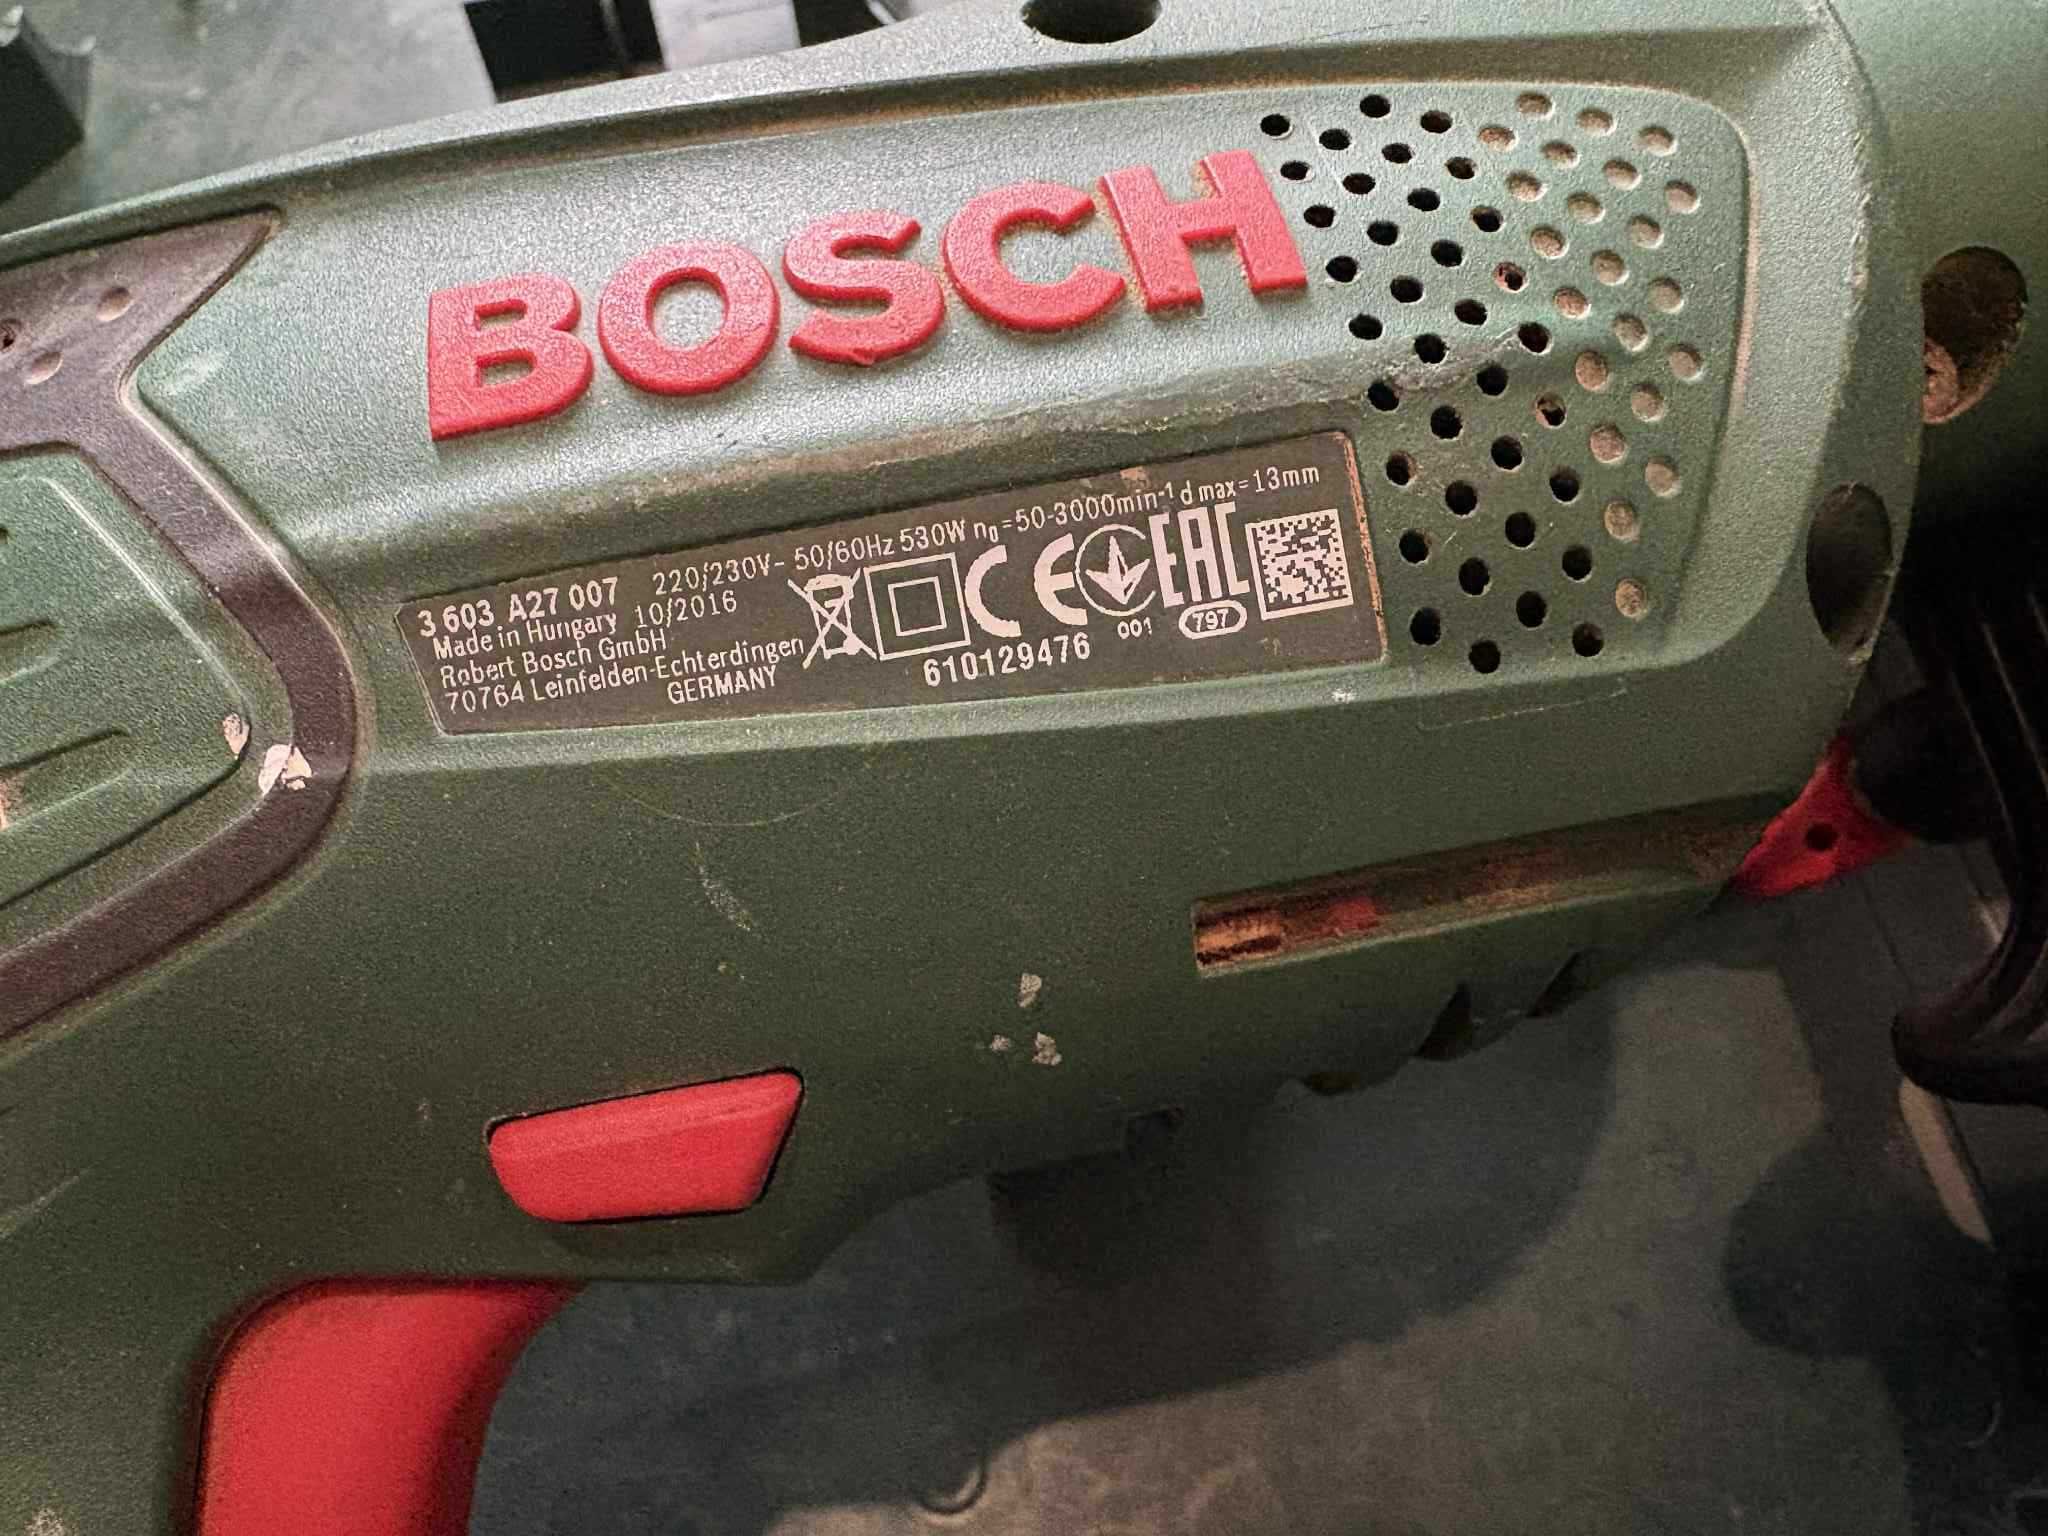 BOSCH
3 603 A27 007 220/230V~ 50/60Hz 530W n₀=50-3000min⁻¹ d max=13mm
Made in Hungary 10/2016
Robert Bosch GmbH
70764 Leinfelden-Echterdingen
GERMANY
CE
001
EAC
797
610129476